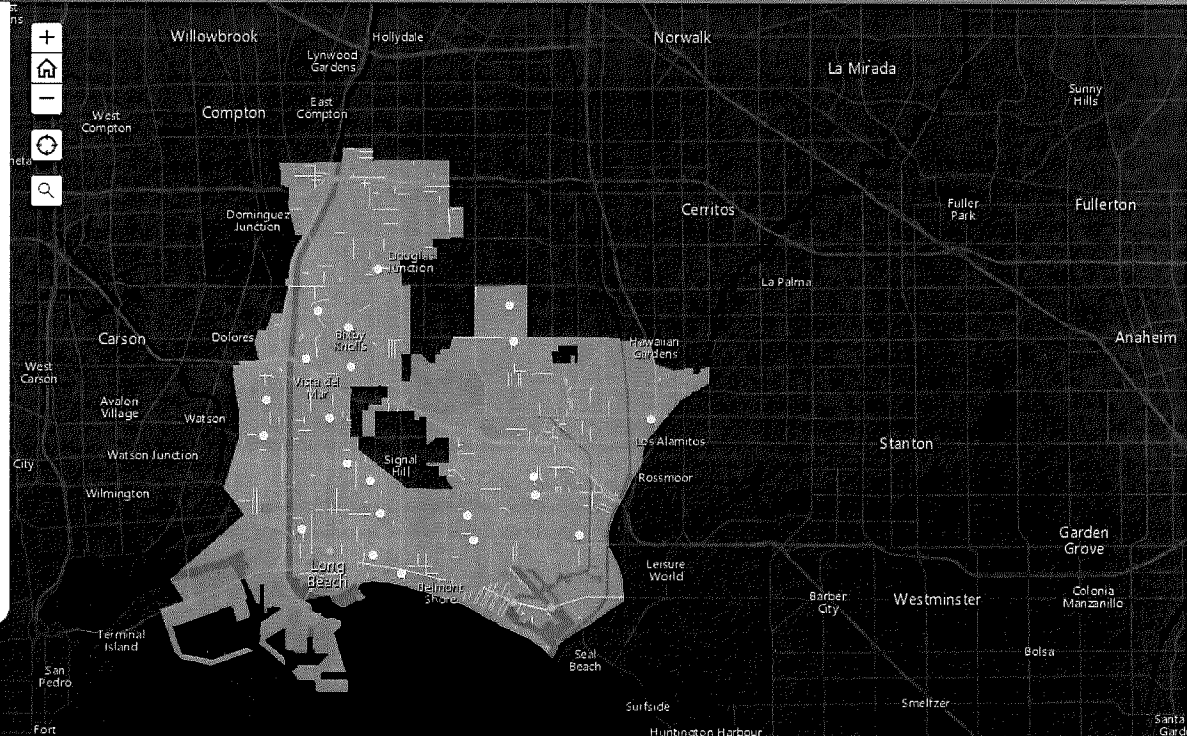 Willowbrook
Hollydale
Norwalk
Lynwood
Gardens
La Mirada
Sunny
Hills
West
Compton
Compton
East
Compton
Dominguez
Junction
Cerritos
Fuller
Park
Fullerton
Douglas
Junction
La Palma
Carson
Dolores
Bixby
Knolls
Hawaiian
Gardens
Anaheim
West
Carson
Vista del
Mar
Avalon
Village
Watson
Los Alamitos
Stanton
Watson Junction
City
Signal
Hill
Rossmoor
Wilmington
Garden
Grove
Long
Beach
Leisure
World
Belmont
Shore
Barber
City
Westminster
Colonia
Manzanillo
Terminal
Island
Seal
Beach
Bolsa
San
Pedro
Surfside
Smeltzer
Fort
Huntington Harbour
Santa
Gard